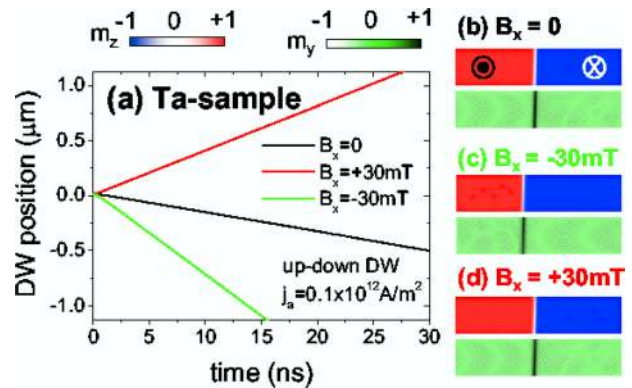 -1 0 +1
m_z
-1 0 +1
m_y
(a) Ta-sample
DW position (μm)
1.0
0.5
0.0
-0.5
-1.0
B_x=0
B_x=+30mT
B_x=-30mT
up-down DW
j_a=0.1x10^12A/m^2
0 5 10 15 20 25 30
time (ns)
(b) B_x = 0
(c) B_x = -30mT
(d) B_x = +30mT